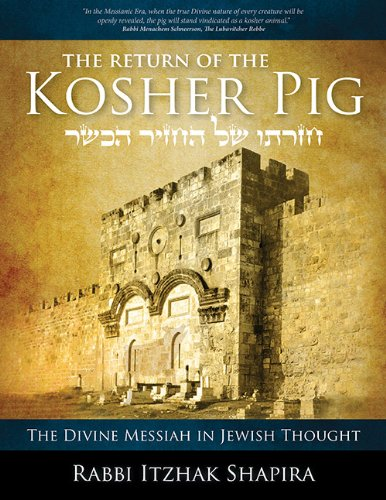 "In the Messianic Era, when the true Divine nature of every creature will be
openly revealed, the pig will stand vindicated as a kosher animal."
Rabbi Menachem Schneerson, The Lubavitcher Rebbe
THE RETURN OF THE
KOSHER PIG
חזרתו של החזיר הכשר
THE DIVINE MESSIAH IN JEWISH THOUGHT
RABBI ITZHAK SHAPIRA